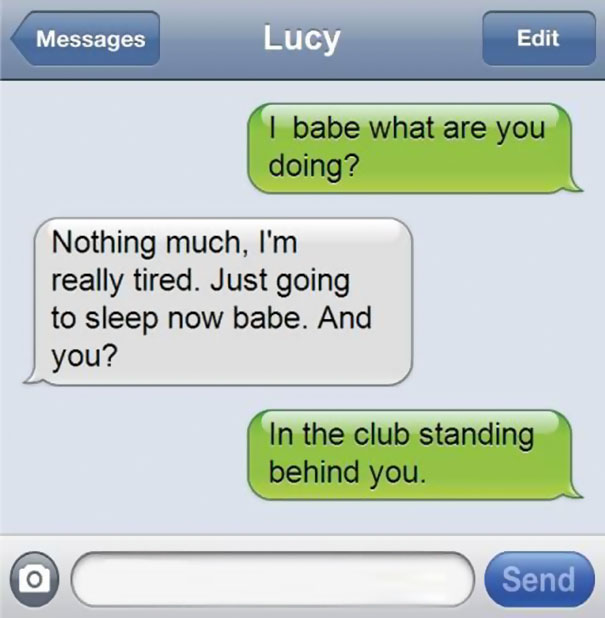 Messages
Lucy
Edit
I babe what are you
doing?
Nothing much, I'm
really tired. Just going
to sleep now babe. And
you?
In the club standing
behind you.
Send